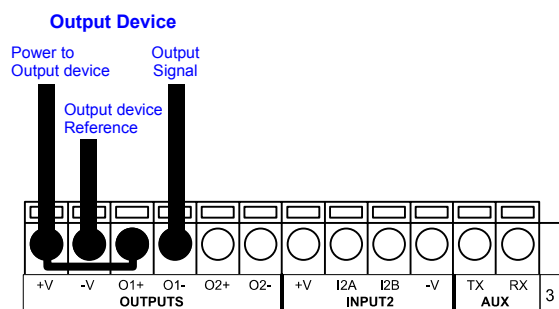 Output Device
Power to
Output device
Output
Signal
Output device
Reference
+V -V O1+ O1- O2+ O2- +V I2A I2B -V TX RX
OUTPUTS INPUT2 AUX 3